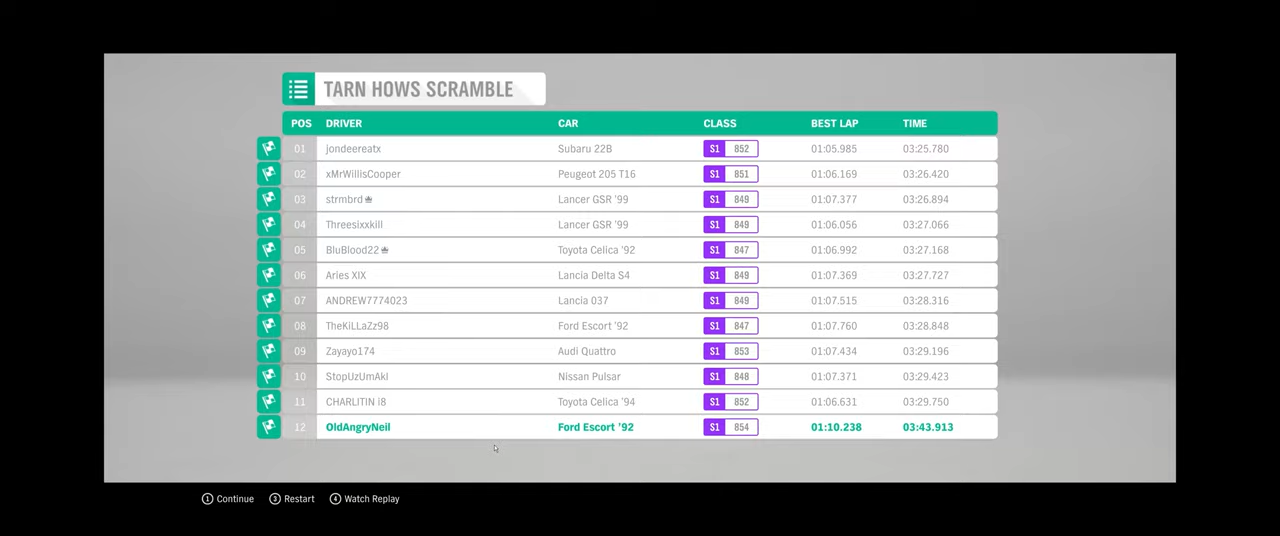 TARN HOWS SCRAMBLE
POS DRIVER CAR CLASS BEST LAP TIME
01 jondeereatx Subaru 22B S1 852 01:05.985 03:25.780
02 xMrWillisCooper Peugeot 205 T16 S1 851 01:06.169 03:26.420
03 strmbrd Lancer GSR '99 S1 849 01:07.377 03:26.894
04 Threesixxkill Lancer GSR '99 S1 849 01:06.056 03:27.066
05 BluBlood22 Toyota Celica '92 S1 847 01:06.992 03:27.168
06 Aries XIX Lancia Delta S4 S1 849 01:07.369 03:27.727
07 ANDREW7774023 Lancia 037 S1 849 01:07.515 03:28.316
08 TheKiLLaZz98 Ford Escort '92 S1 847 01:07.760 03:28.848
09 Zayayo174 Audi Quattro S1 853 01:07.434 03:29.196
10 StopUzUmAkI Nissan Pulsar S1 848 01:07.371 03:29.423
11 CHARLITIN i8 Toyota Celica '94 S1 852 01:06.631 03:29.750
12 OldAngryNeil Ford Escort '92 S1 854 01:10.238 03:43.913
1 Continue 3 Restart 4 Watch Replay